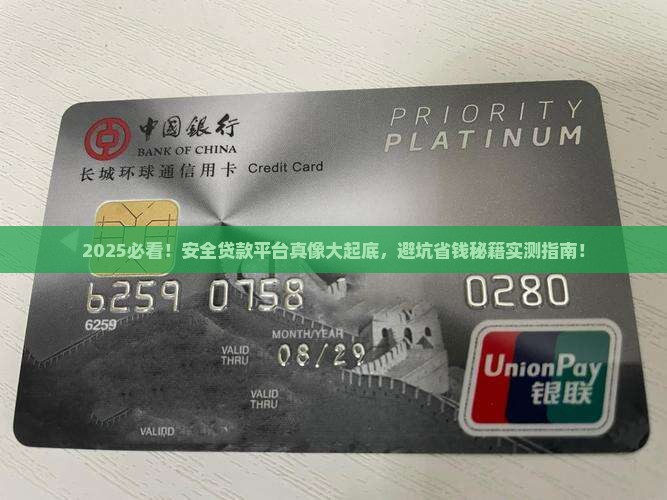 中国银行
BANK OF CHINA
长城环球通信用卡 Credit Card
PRIORITY
PLATINUM
2025必看！安全贷款平台真像大起底，避坑省钱秘籍实测指南！
6259 0758 0280
6259
MONTH/YEAR
VALID
THRU
08/29
VALID
THRU
UnionPay
银联